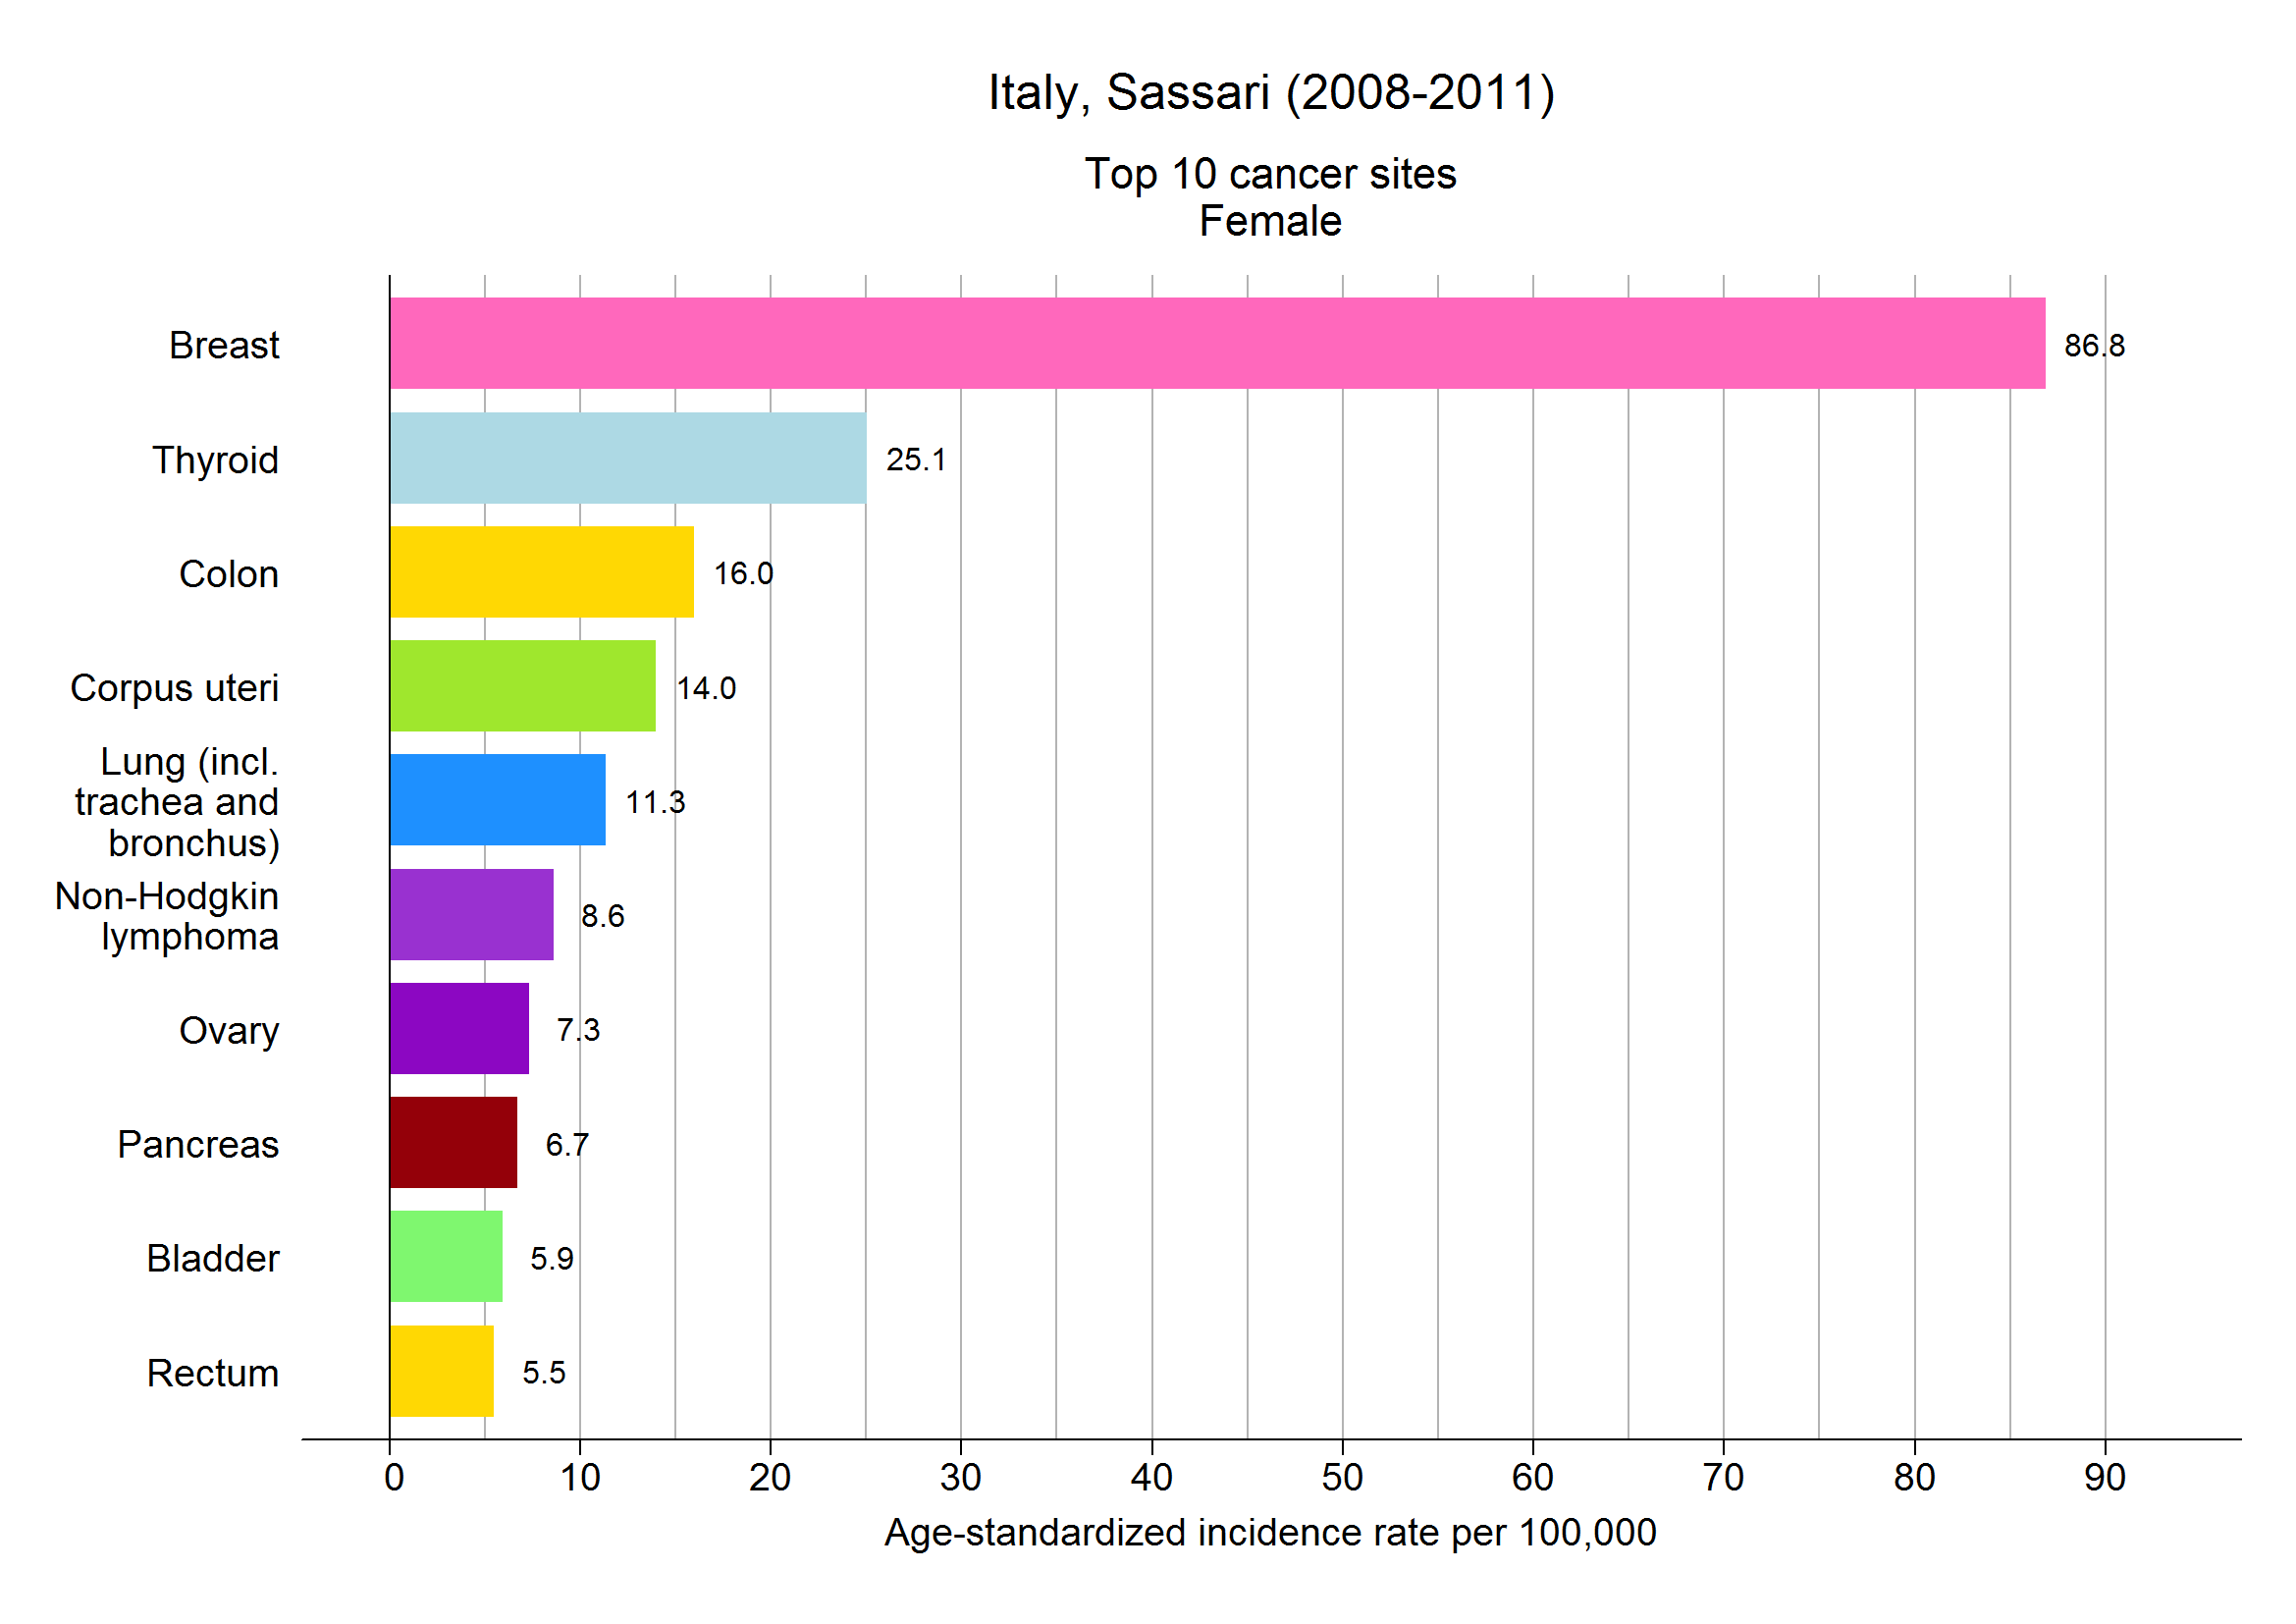 Italy, Sassari (2008-2011)
Top 10 cancer sites
Female
Breast
86.8
Thyroid
25.1
Colon
16.0
Corpus uteri
14.0
Lung (incl.
trachea and
bronchus)
11.3
Non-Hodgkin
lymphoma
8.6
Ovary
7.3
Pancreas
6.7
Bladder
5.9
Rectum
5.5
0 10 20 30 40 50 60 70 80 90
Age-standardized incidence rate per 100,000